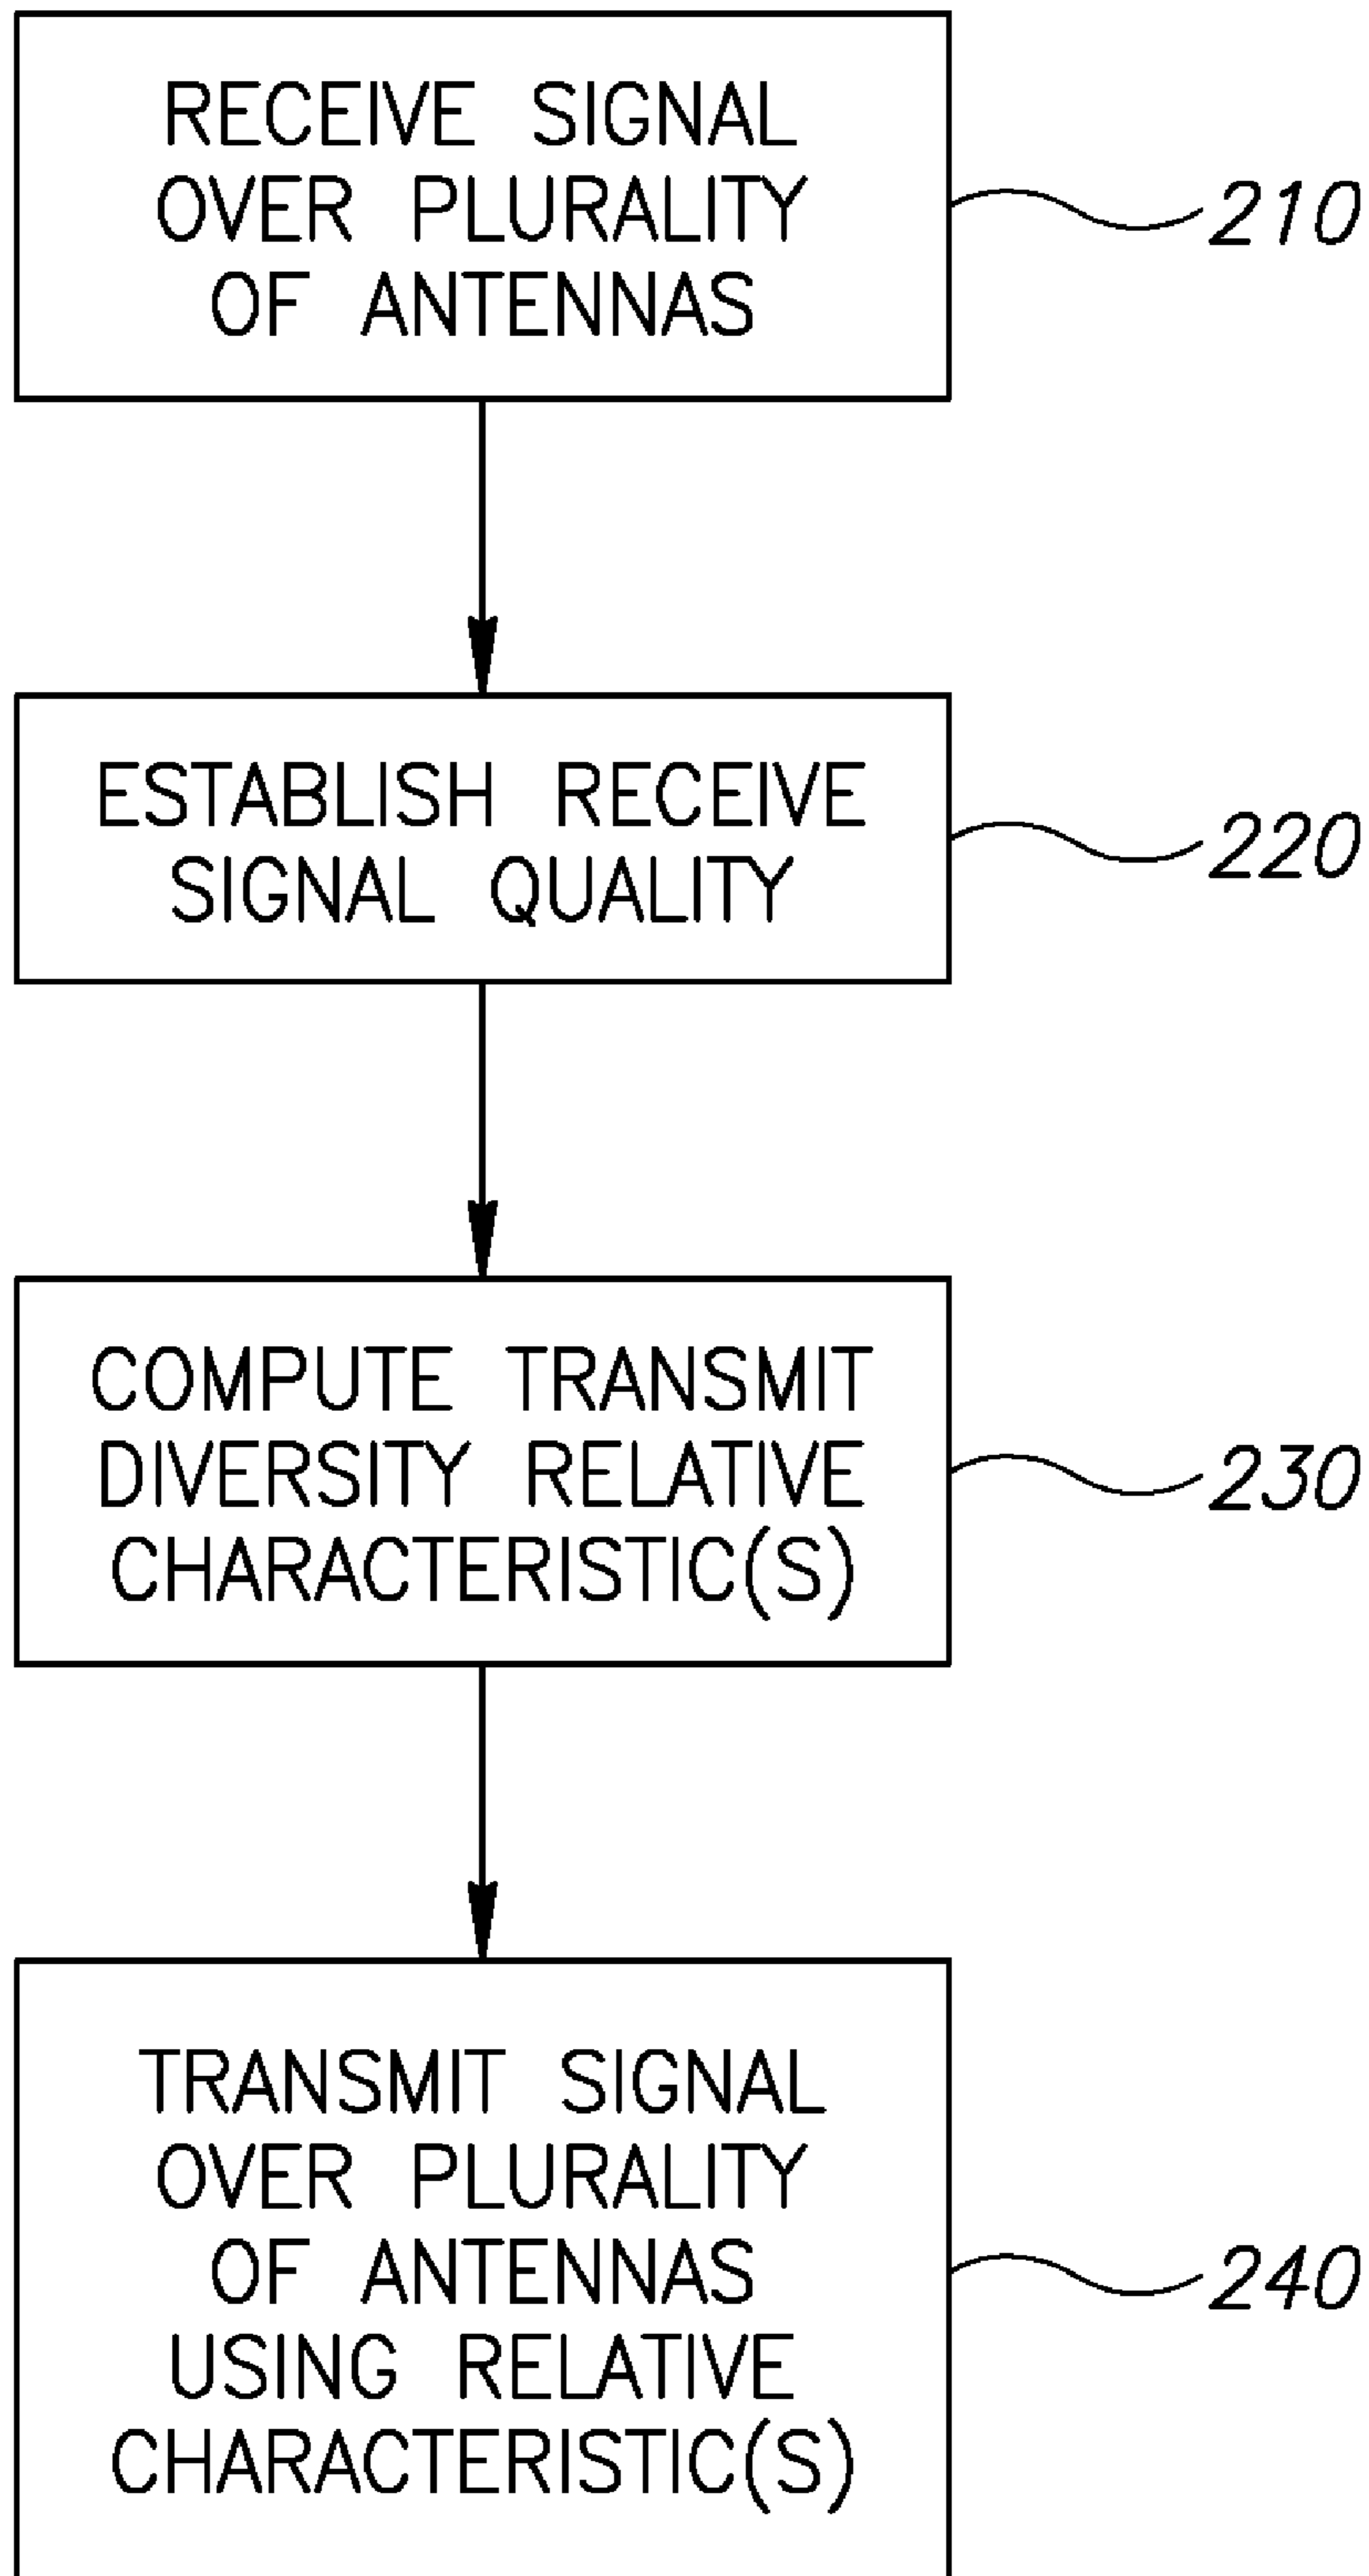 RECEIVE SIGNAL
OVER PLURALITY
OF ANTENNAS
210
ESTABLISH RECEIVE
SIGNAL QUALITY
220
COMPUTE TRANSMIT
DIVERSITY RELATIVE
CHARACTERISTIC(S)
230
TRANSMIT SIGNAL
OVER PLURALITY
OF ANTENNAS
USING RELATIVE
CHARACTERISTIC(S)
240